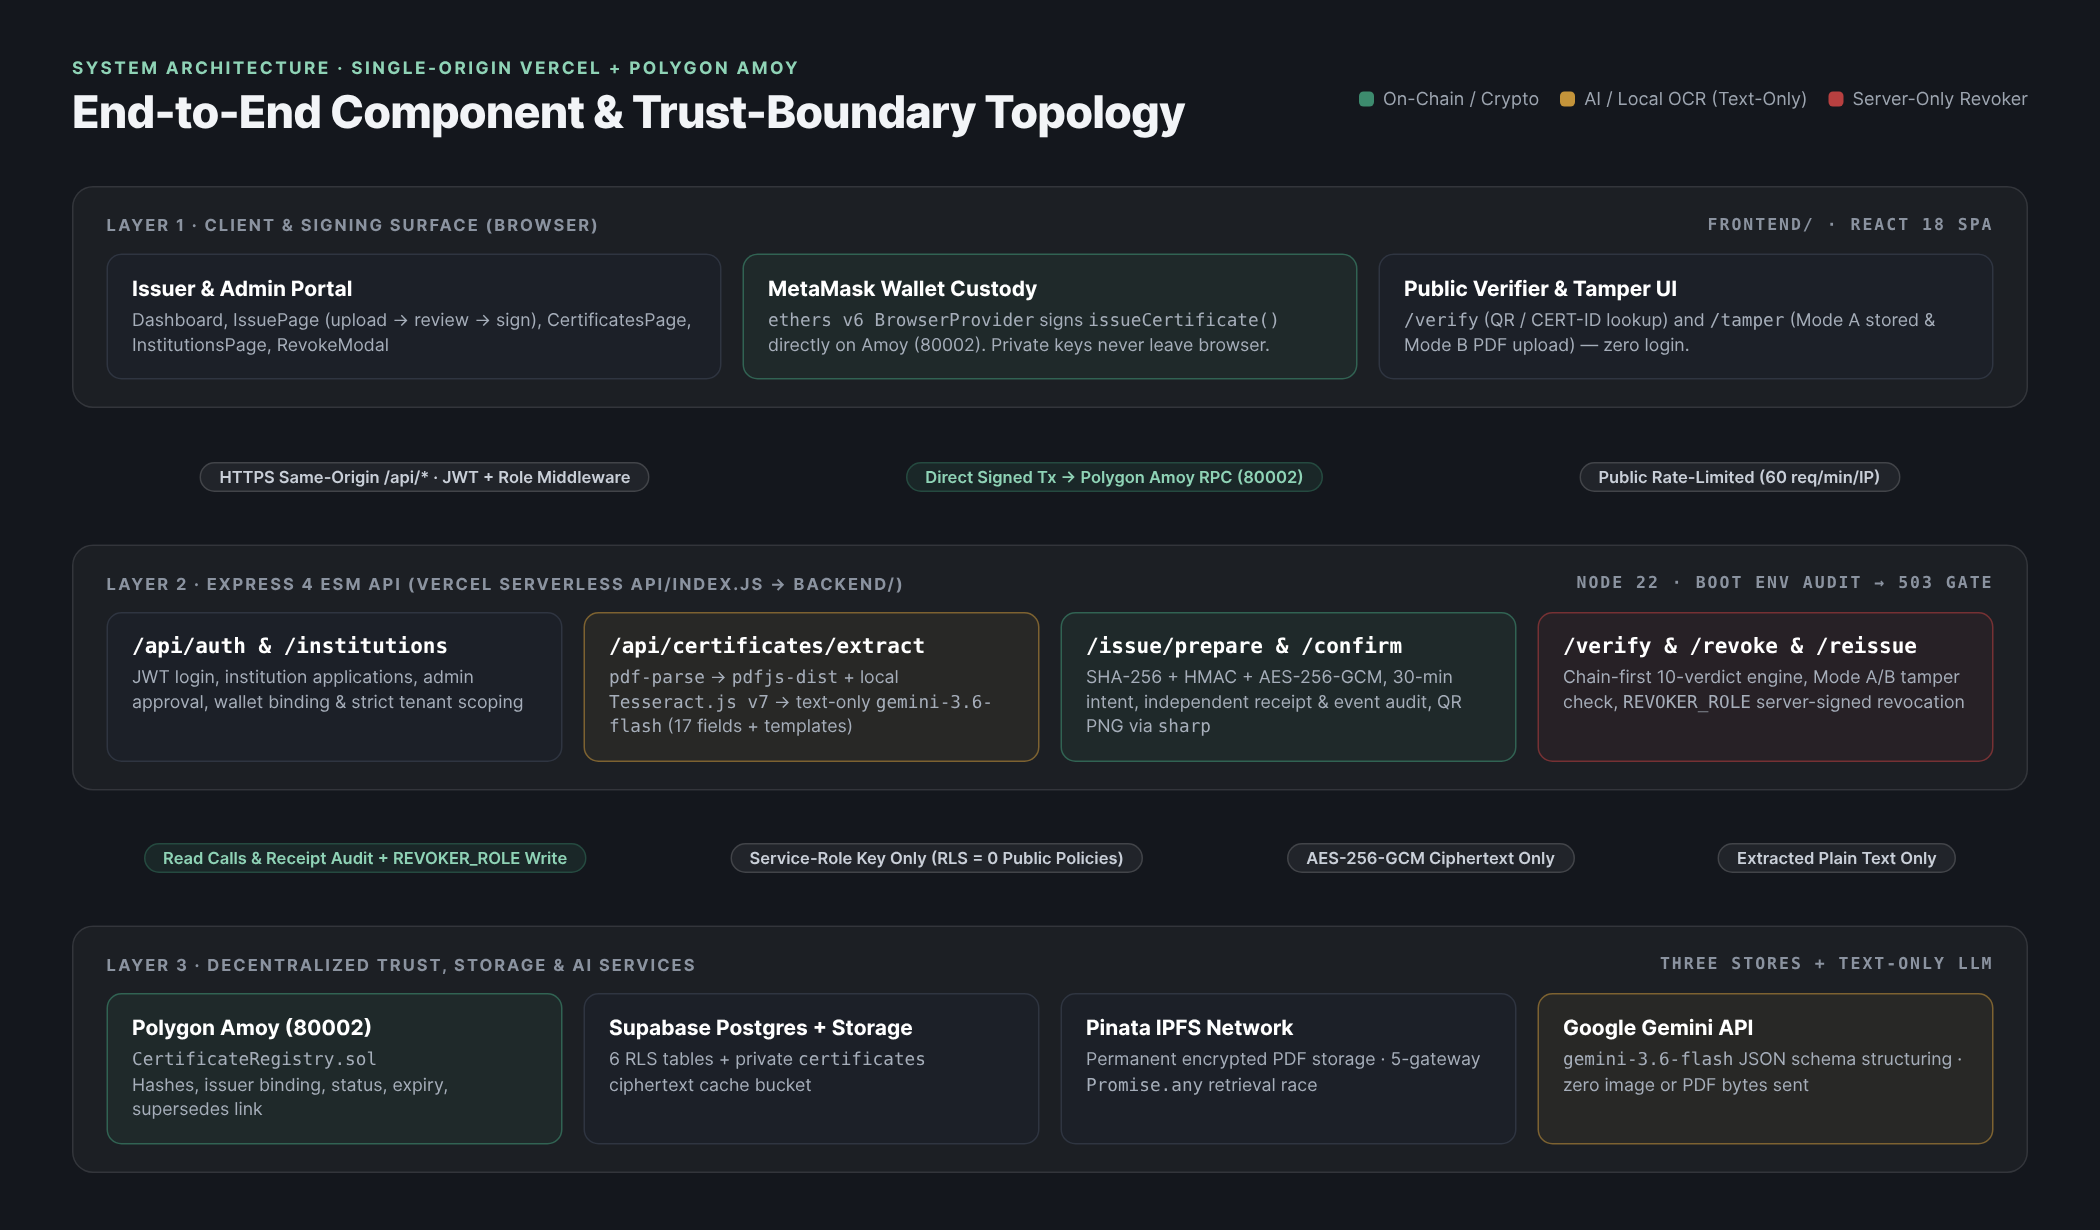 SYSTEM ARCHITECTURE · SINGLE-ORIGIN VERCEL + POLYGON AMOY
End-to-End Component & Trust-Boundary Topology
On-Chain / Crypto
AI / Local OCR (Text-Only)
Server-Only Revoker
LAYER 1 · CLIENT & SIGNING SURFACE (BROWSER)
FRONTEND/ · REACT 18 SPA
Issuer & Admin Portal
Dashboard, IssuePage (upload → review → sign), CertificatesPage,
InstitutionsPage, RevokeModal
MetaMask Wallet Custody
ethers v6 BrowserProvider signs issueCertificate()
directly on Amoy (80002). Private keys never leave browser.
Public Verifier & Tamper UI
/verify (QR / CERT-ID lookup) and /tamper (Mode A stored &
Mode B PDF upload) — zero login.
HTTPS Same-Origin /api/* · JWT + Role Middleware
Direct Signed Tx → Polygon Amoy RPC (80002)
Public Rate-Limited (60 req/min/IP)
LAYER 2 · EXPRESS 4 ESM API (VERCEL SERVERLESS API/INDEX.JS → BACKEND/)
NODE 22 · BOOT ENV AUDIT → 503 GATE
/api/auth & /institutions
JWT login, institution applications, admin
approval, wallet binding & strict tenant scoping
/api/certificates/extract
pdf-parse → pdfjs-dist + local
Tesseract.js v7 → text-only gemini-3.6-
flash (17 fields + templates)
/issue/prepare & /confirm
SHA-256 + HMAC + AES-256-GCM, 30-min
intent, independent receipt & event audit, QR
PNG via sharp
/verify & /revoke & /reissue
Chain-first 10-verdict engine, Mode A/B tamper
check, REVOKER_ROLE server-signed revocation
Read Calls & Receipt Audit + REVOKER_ROLE Write
Service-Role Key Only (RLS = 0 Public Policies)
AES-256-GCM Ciphertext Only
Extracted Plain Text Only
LAYER 3 · DECENTRALIZED TRUST, STORAGE & AI SERVICES
THREE STORES + TEXT-ONLY LLM
Polygon Amoy (80002)
CertificateRegistry.sol
Hashes, issuer binding, status, expiry,
supersedes link
Supabase Postgres + Storage
6 RLS tables + private certificates
ciphertext cache bucket
Pinata IPFS Network
Permanent encrypted PDF storage · 5-gateway
Promise.any retrieval race
Google Gemini API
gemini-3.6-flash JSON schema structuring ·
zero image or PDF bytes sent